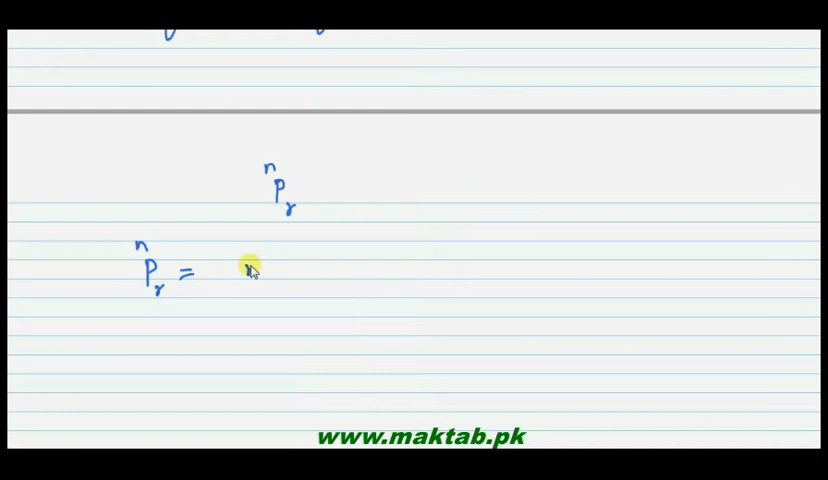 ⁿPᵣ
ⁿPᵣ =
www.maktab.pk